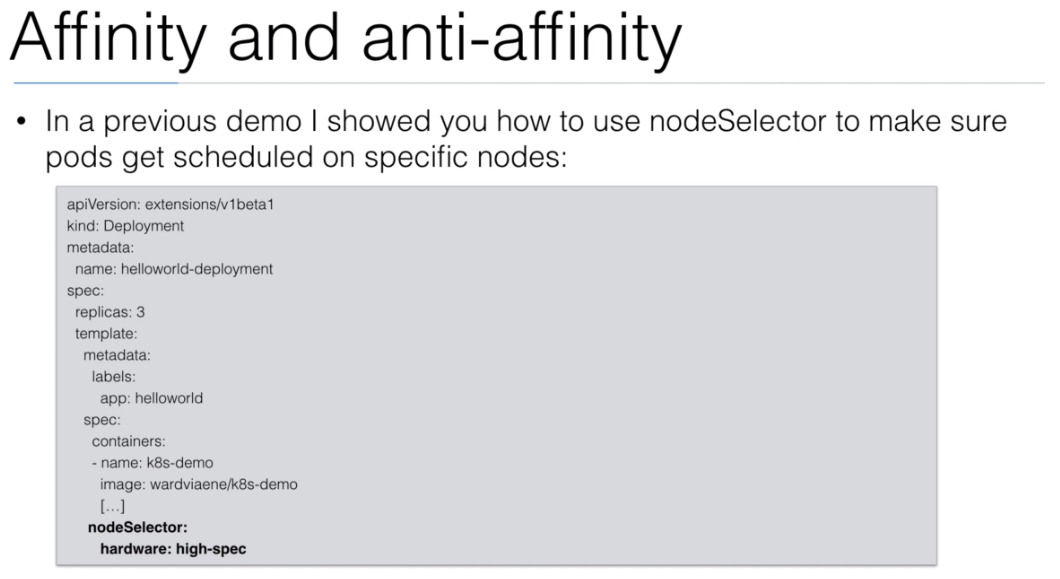 Affinity and anti-affinity
• In a previous demo I showed you how to use nodeSelector to make sure
pods get scheduled on specific nodes:
apiVersion: extensions/v1beta1
kind: Deployment
metadata:
  name: helloworld-deployment
spec:
  replicas: 3
  template:
    metadata:
      labels:
        app: helloworld
    spec:
      containers:
      - name: k8s-demo
        image: wardviaene/k8s-demo
        [...]
      nodeSelector:
        hardware: high-spec